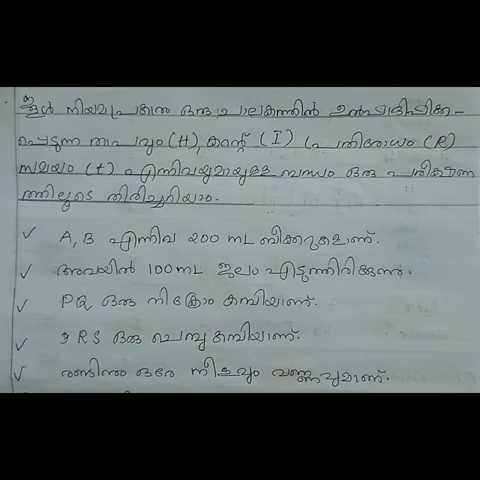 ജൂൾ നിയമപ്രകാരം ഒരു ചാലകത്തിൽ ഉൽപാദിപ്പിക്ക-
പ്പെടുന്ന താപവും (H), കറന്റ് (I) പ്രതിരോധം (R)
സമയം (t) എന്നിവയുമായുള്ള ബന്ധം ഒരു പരീക്ഷണ
ത്തിലൂടെ തിരിച്ചറിയാം.
✓ A, B എന്നിവ 200 mL ബീക്കറുകളാണ്.
✓ അവയിൽ 100 mL ജലം എടുത്തിരിക്കുന്നു.
✓ PQ ഒരു നിക്രോം കമ്പിയാണ്.
✓ RS ഒരു ചെമ്പു കമ്പിയാണ്.
✓ രണ്ടിനും ഒരേ നീളവും വണ്ണവുമാണ്.